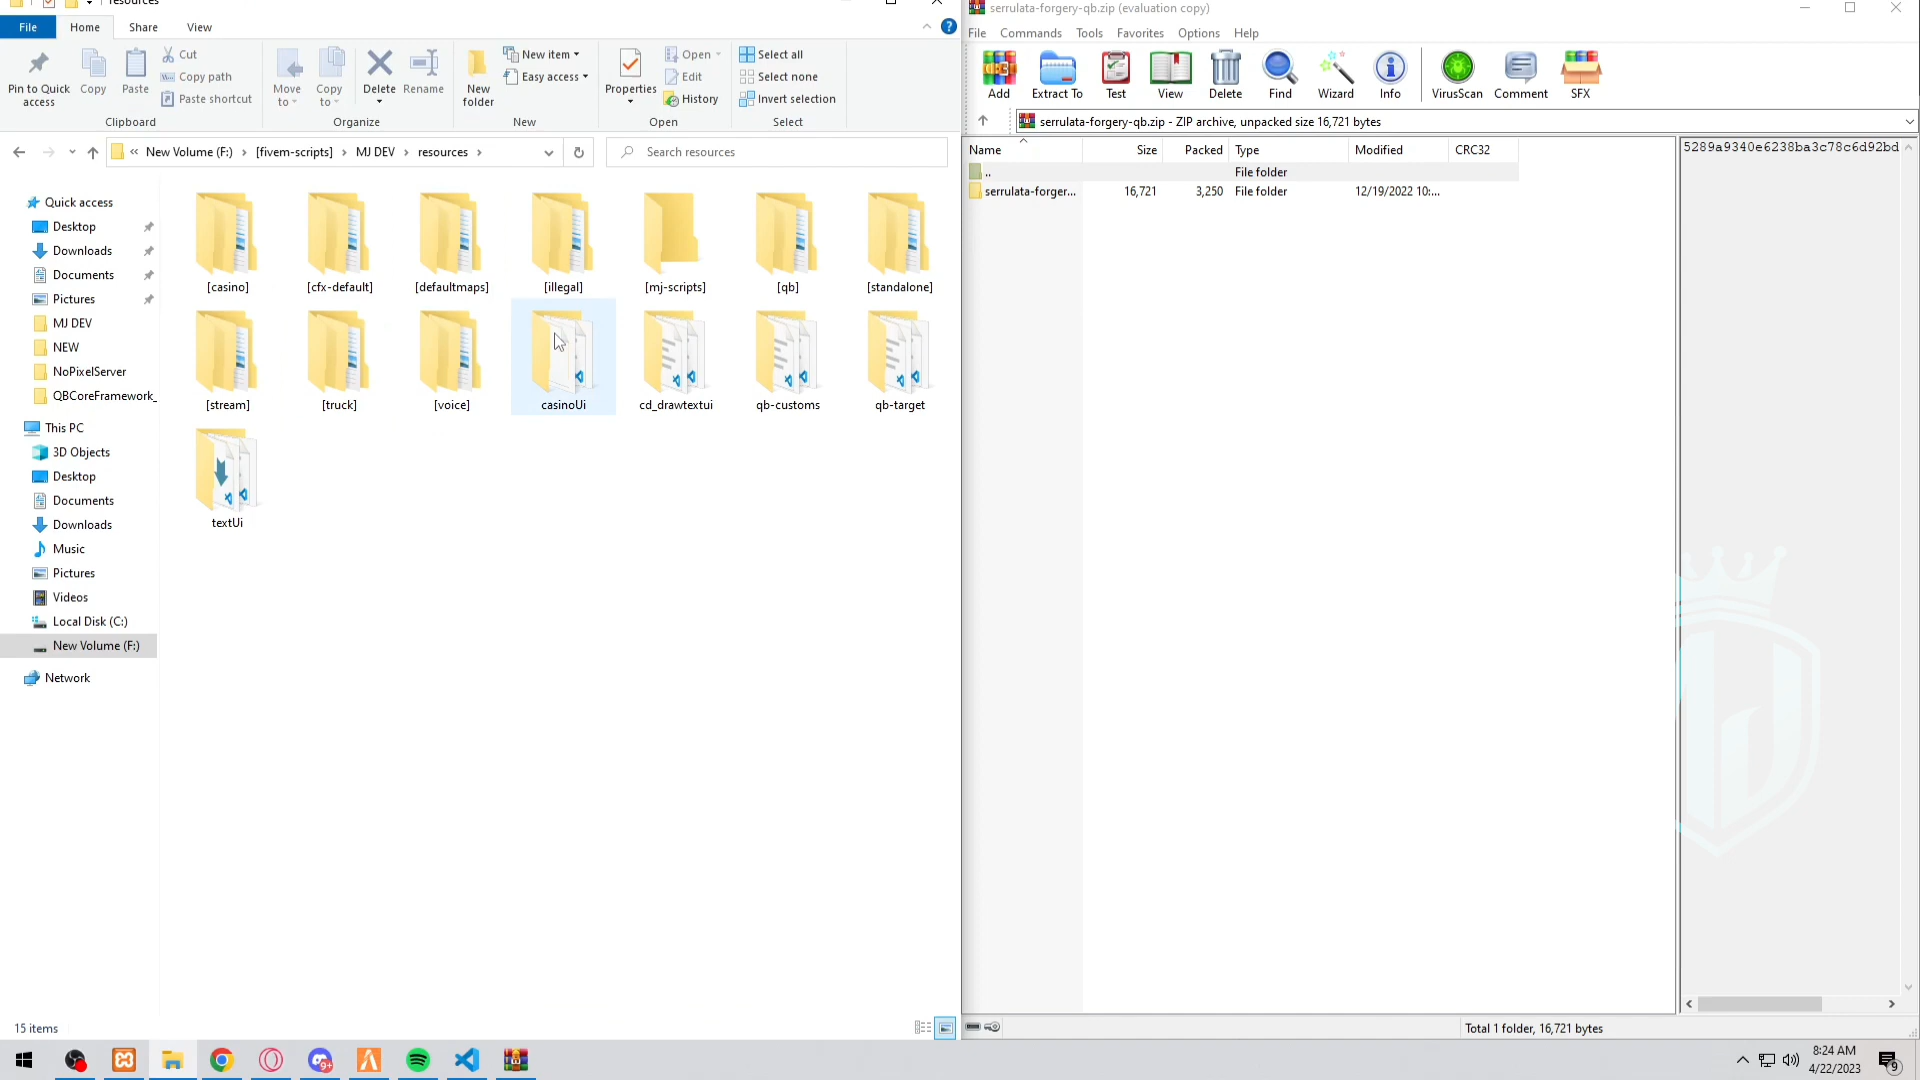 resources
File Home Share View
Pin to Quick access
Copy
Paste
Cut
Copy path
Paste shortcut
Clipboard
Move to
Copy to
Delete
Rename
Organize
New folder
New item
Easy access
New
Properties
Open
Edit
History
Open
Select all
Select none
Invert selection
Select
« New Volume (F:) > [fivem-scripts] > MJ DEV > resources >
Search resources
Quick access
Desktop
Downloads
Documents
Pictures
MJ DEV
NEW
NoPixelServer
QBCoreFramework_
This PC
3D Objects
Desktop
Documents
Downloads
Music
Pictures
Videos
Local Disk (C:)
New Volume (F:)
Network
[casino] [cfx-default] [defaultmaps] [illegal] [mj-scripts] [qb] [standalone]
[stream] [truck] [voice] casinoUi cd_drawtextui qb-customs qb-target
textUi
15 items
serrulata-forgery-qb.zip (evaluation copy)
File Commands Tools Favorites Options Help
Add Extract To Test View Delete Find Wizard Info VirusScan Comment SFX
serrulata-forgery-qb.zip - ZIP archive, unpacked size 16,721 bytes
Name Size Packed Type Modified CRC32
.. File folder
serrulata-forger... 16,721 3,250 File folder 12/19/2022 10:...
5289a9340e6238ba3c78c6d92bd
Total 1 folder, 16,721 bytes
9+
8:24 AM
4/22/2023
9